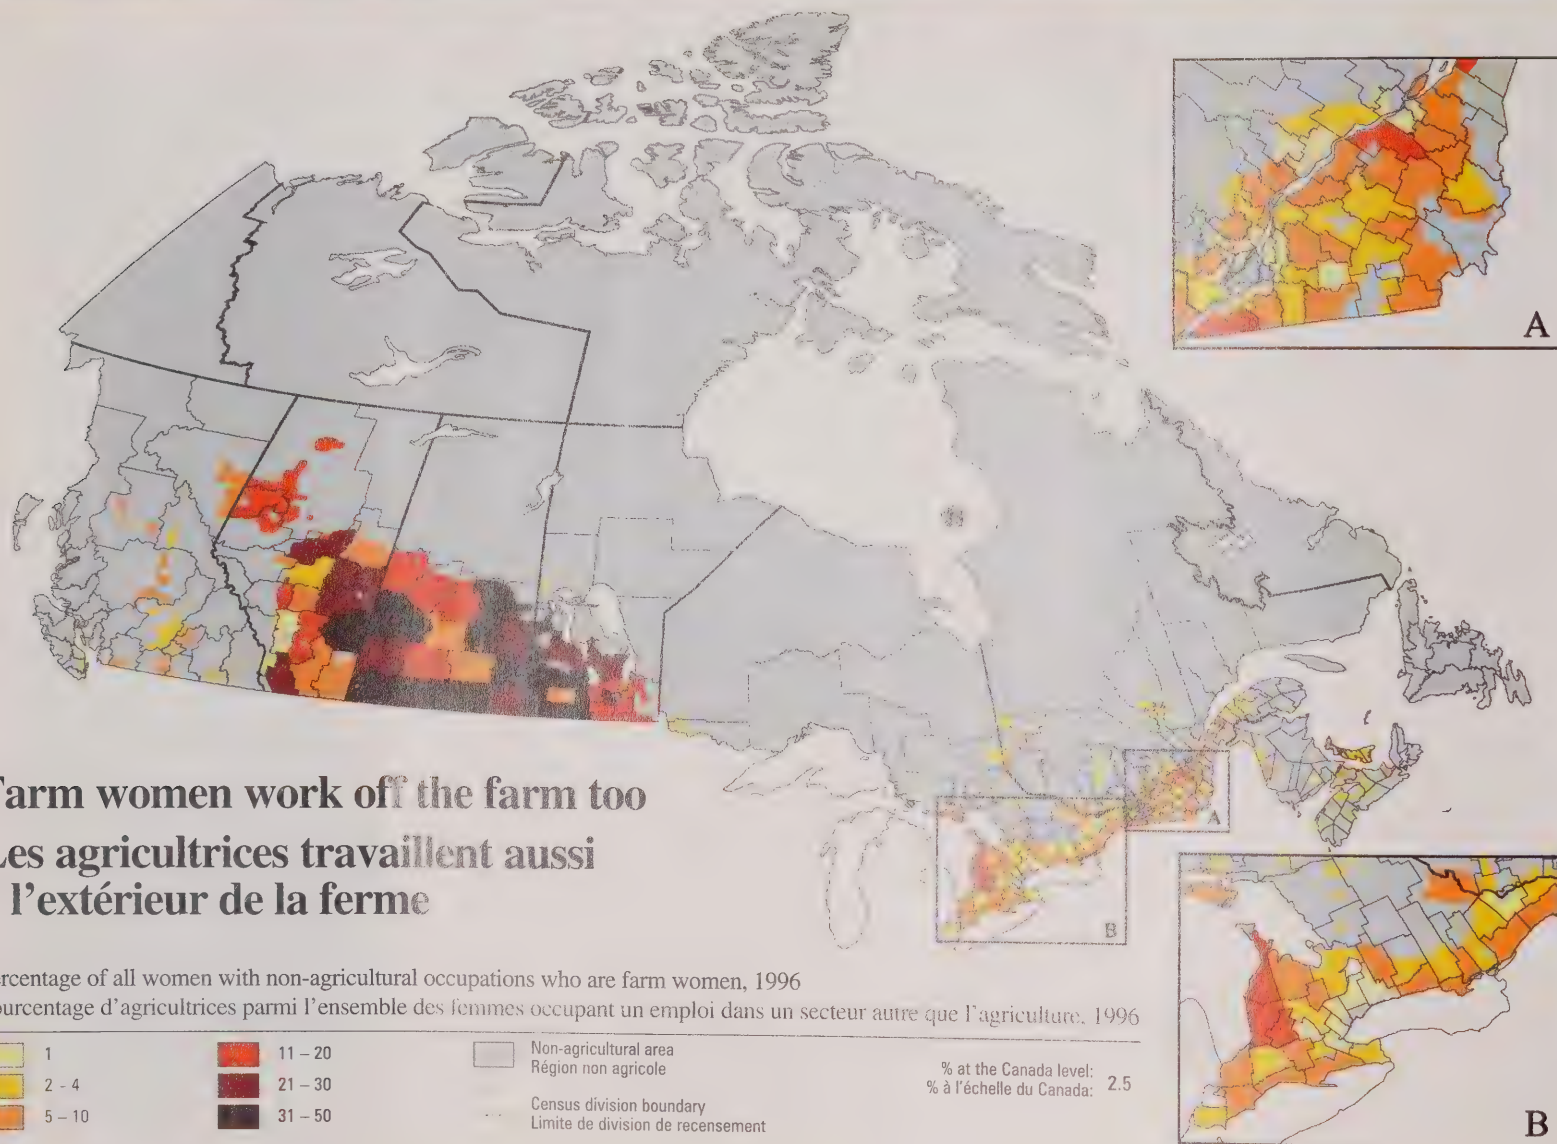 arm women work off the farm too
es agricultrices travaillent aussi
l'extérieur de la ferme
rcentage of all women with non-agricultural occupations who are farm women, 1996
urcentage d'agricultrices parmi l'ensemble des femmes occupant un emploi dans un secteur autre que l'agriculture, 1996
1
2 - 4
5 – 10
11 – 20
21 – 30
31 – 50
Non-agricultural area
Région non agricole
Census division boundary
Limite de division de recensement
% at the Canada level:
% à l'échelle du Canada: 2.5
A
B
A
B